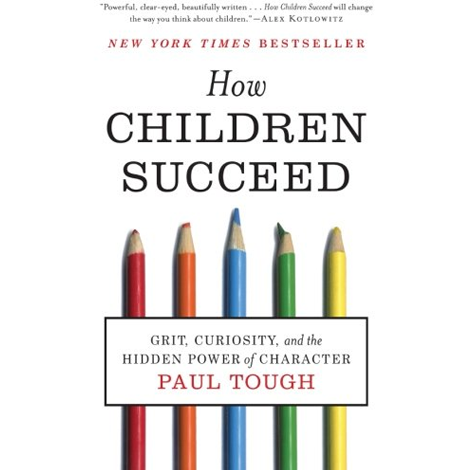 "Powerful, clear-eyed, beautifully written . . . How Children Succeed will change
the way you think about children."—Alex Kotlowitz
NEW YORK TIMES BESTSELLER
How
CHILDREN
SUCCEED
GRIT, CURIOSITY, and the
HIDDEN POWER of CHARACTER
PAUL TOUGH